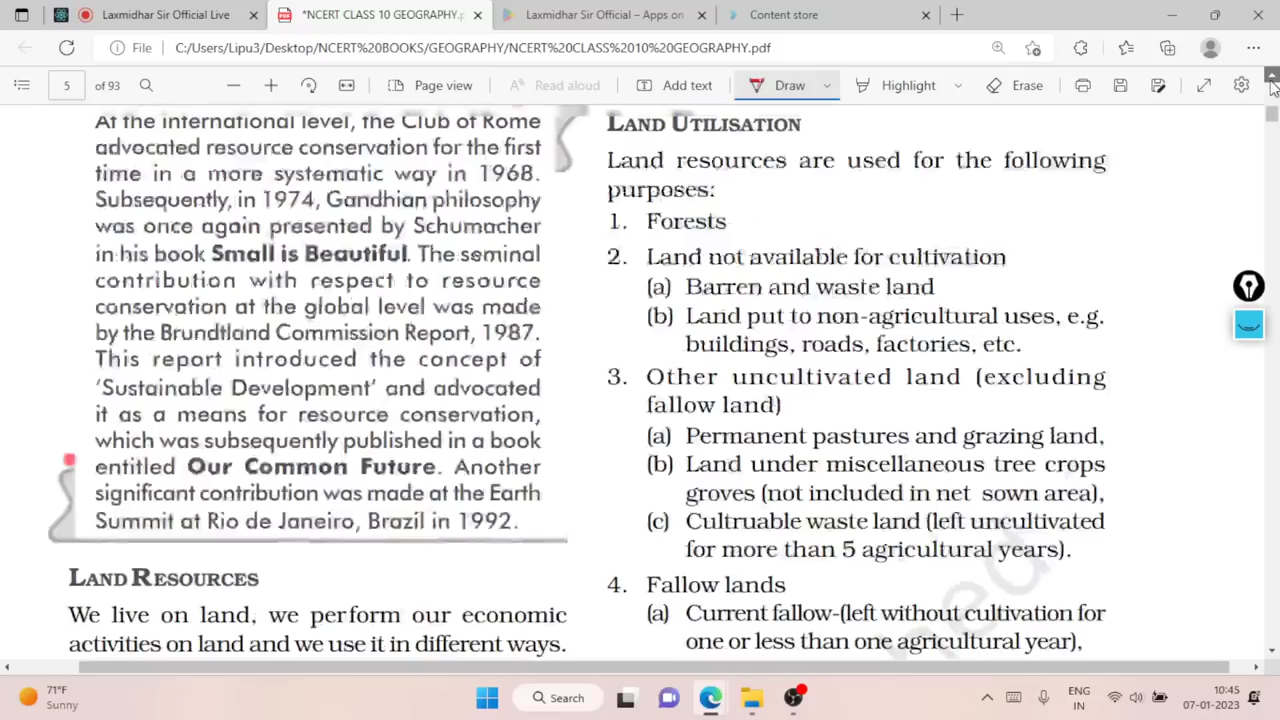 Laxmidhar Sir Official Live
*NCERT CLASS 10 GEOGRAPHY.p
Laxmidhar Sir Official – Apps on
Content store
File
C:/Users/Lipu3/Desktop/NCERT%20BOOKS/GEOGRAPHY/NCERT%20CLASS%2010%20GEOGRAPHY.pdf
5 of 93
Page view
Read aloud
Add text
Draw
Highlight
Erase
At the international level, the Club of Rome
advocated resource conservation for the first
time in a more systematic way in 1968.
Subsequently, in 1974, Gandhian philosophy
was once again presented by Schumacher
in his book Small is Beautiful. The seminal
contribution with respect to resource
conservation at the global level was made
by the Brundtland Commission Report, 1987.
This report introduced the concept of
'Sustainable Development' and advocated
it as a means for resource conservation,
which was subsequently published in a book
entitled Our Common Future. Another
significant contribution was made at the Earth
Summit at Rio de Janeiro, Brazil in 1992.
LAND RESOURCES
We live on land, we perform our economic
activities on land and we use it in different ways.
LAND UTILISATION
Land resources are used for the following
purposes:
1. Forests
2. Land not available for cultivation
(a) Barren and waste land
(b) Land put to non-agricultural uses, e.g.
buildings, roads, factories, etc.
3. Other uncultivated land (excluding
fallow land)
(a) Permanent pastures and grazing land,
(b) Land under miscellaneous tree crops
groves (not included in net sown area),
(c) Cultruable waste land (left uncultivated
for more than 5 agricultural years).
4. Fallow lands
(a) Current fallow-(left without cultivation for
one or less than one agricultural year),
71°F
Sunny
Search
ENG
IN
10:45
07-01-2023